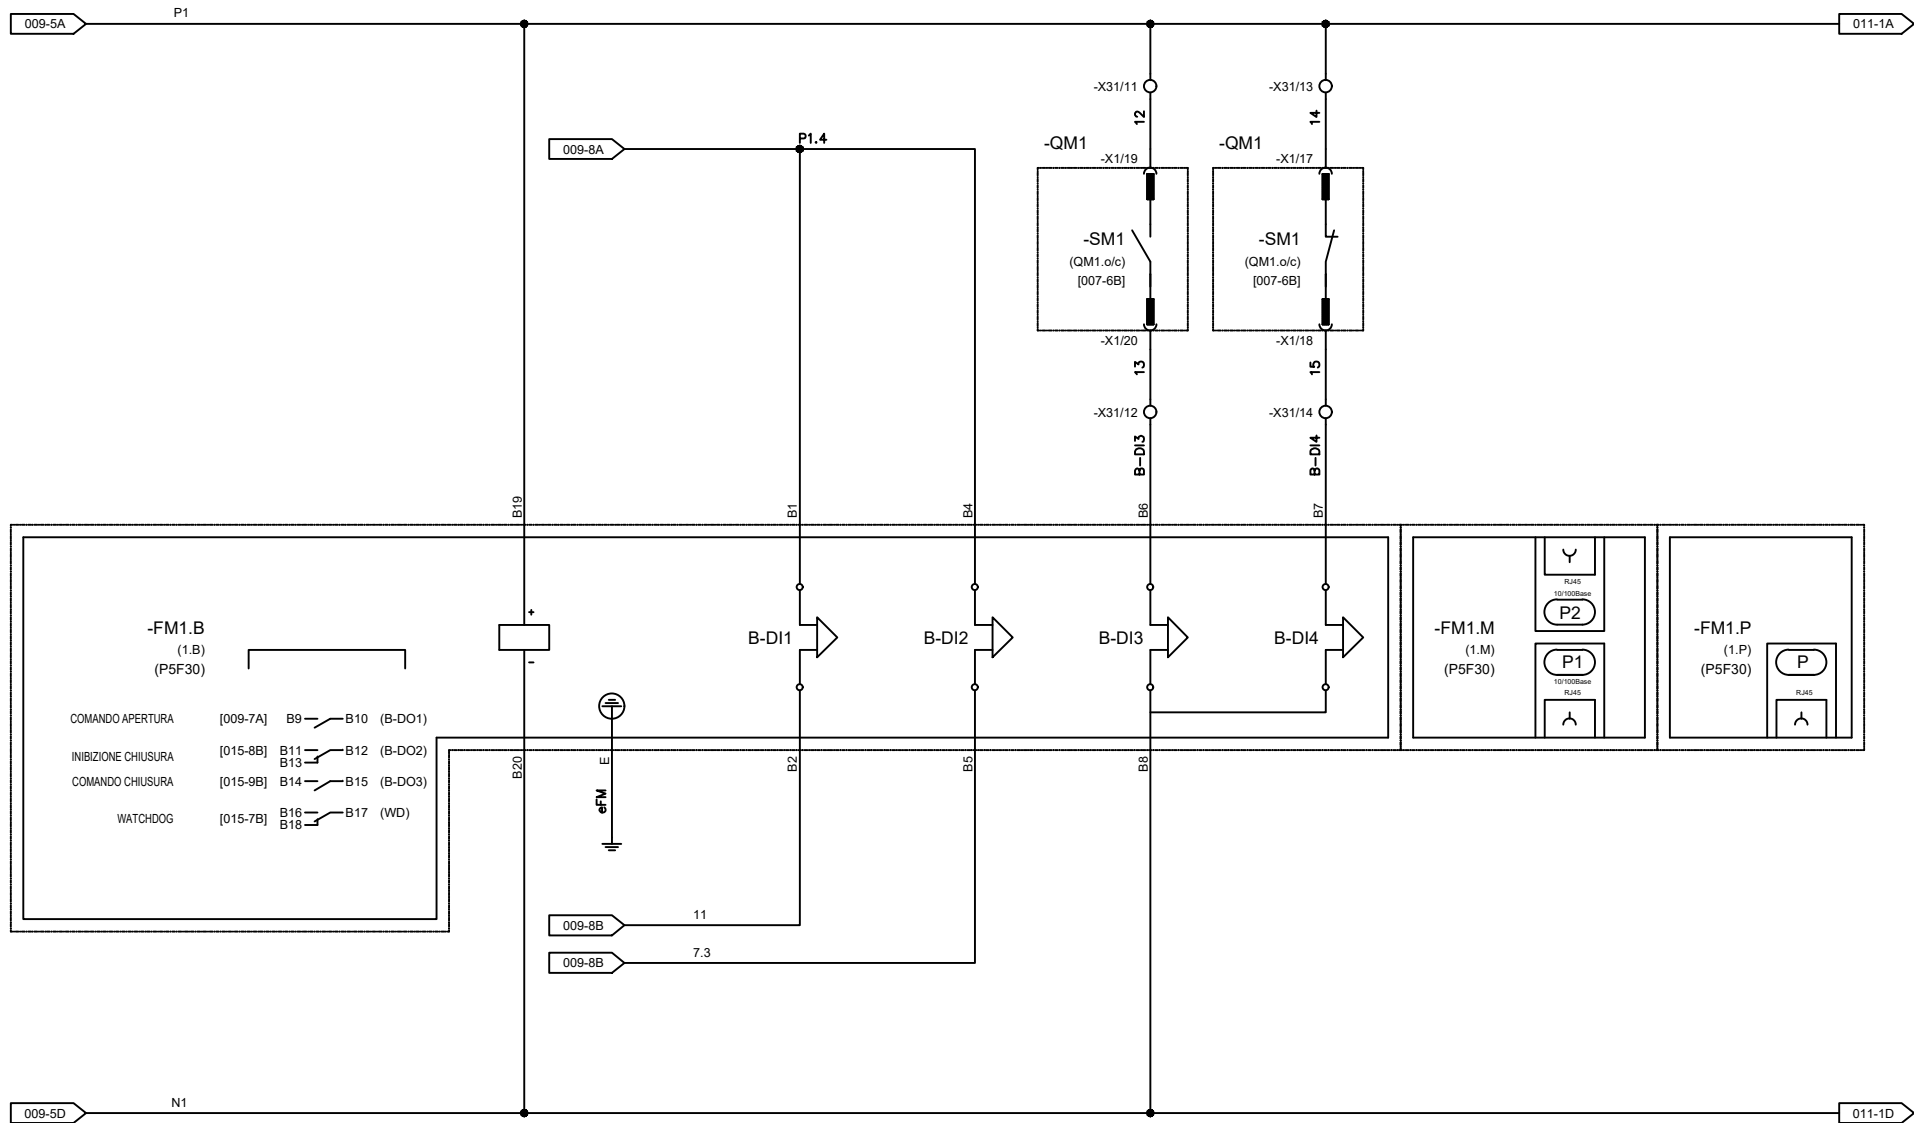 009-5A
P1
011-1A
-X31/11
-X31/13
12
14
009-8A
P1.4
-QM1
-X1/19
-QM1
-X1/17
-SM1
(QM1.o/c)
[007-6B]
-SM1
(QM1.o/c)
[007-6B]
-X1/20
-X1/18
13
15
-X31/12
-X31/14
B-DI3
B-DI4
B19
B1
B4
B6
B7
-FM1.B
(1.B)
(P5F30)
+
-
B-DI1
B-DI2
B-DI3
B-DI4
-FM1.M
(1.M)
(P5F30)
RJ45
10/100Base
P2
P1
10/100Base
RJ45
-FM1.P
(1.P)
(P5F30)
P
RJ45
COMANDO APERTURA [009-7A] B9 B10 (B-DO1)
INIBIZIONE CHIUSURA [015-8B] B11 B13 B12 (B-DO2)
COMANDO CHIUSURA [015-9B] B14 B15 (B-DO3)
WATCHDOG [015-7B] B16 B18 B17 (WD)
B20
E
B2
B5
B8
eFM
009-8B
11
009-8B
7.3
009-5D
N1
011-1D